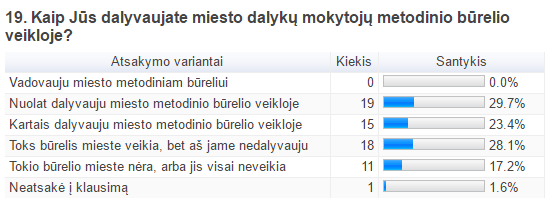 19. Kaip Jūs dalyvaujate miesto dalykų mokytojų metodinio būrelio
veikloje?
Atsakymo variantai Kiekis Santykis
Vadovauju miesto metodiniam būreliui 0 0.0%
Nuolat dalyvauju miesto metodinio būrelio veikloje 19 29.7%
Kartais dalyvauju miesto metodinio būrelio veikloje 15 23.4%
Toks būrelis mieste veikia, bet aš jame nedalyvauju 18 28.1%
Tokio būrelio mieste nėra, arba jis visai neveikia 11 17.2%
Neatsakė į klausimą 1 1.6%